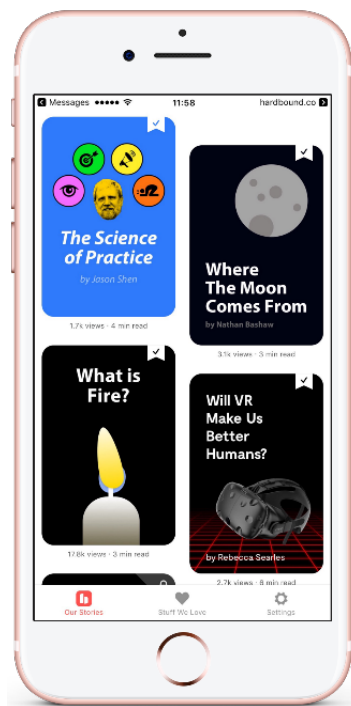 Messages
11:58
hardbound.co
The Science
of Practice
by Jason Shen
1.7k views · 4 min read
Where
The Moon
Comes From
by Nathan Bashaw
3.1k views · 3 min read
What is
Fire?
17.8k views · 3 min read
Will VR
Make Us
Better
Humans?
by Rebecca Searles
2.7k views · 6 min read
Our Stories
Stuff We Love
Settings